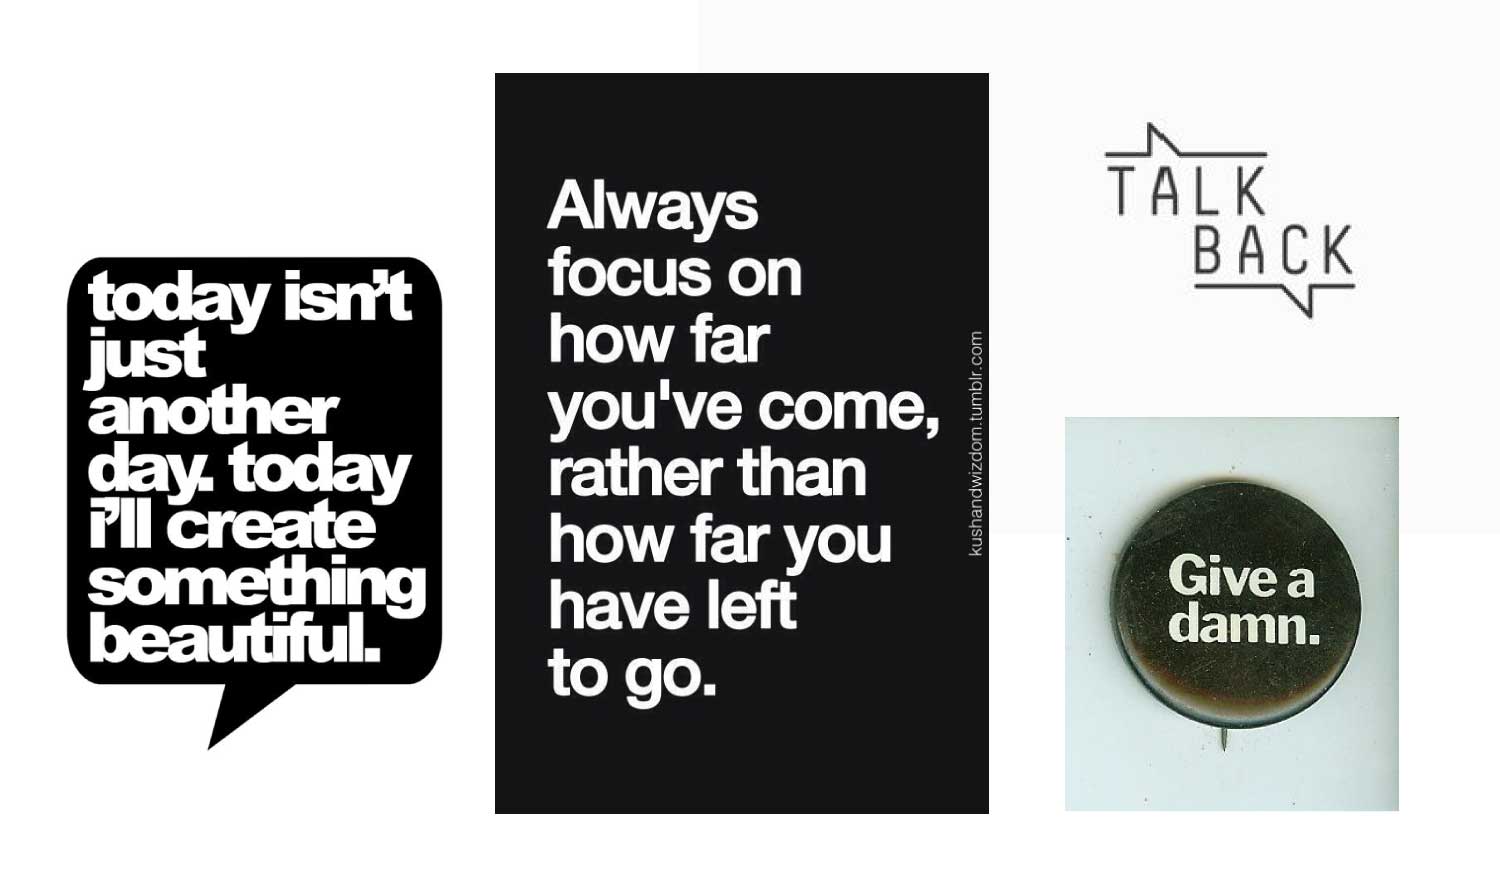 today isn't
just
another
day. today
i'll create
something
beautiful.
Always
focus on
how far
you've come,
rather than
how far you
have left
to go.
kushandwizdom.tumblr.com
TALK
BACK
Give a
damn.